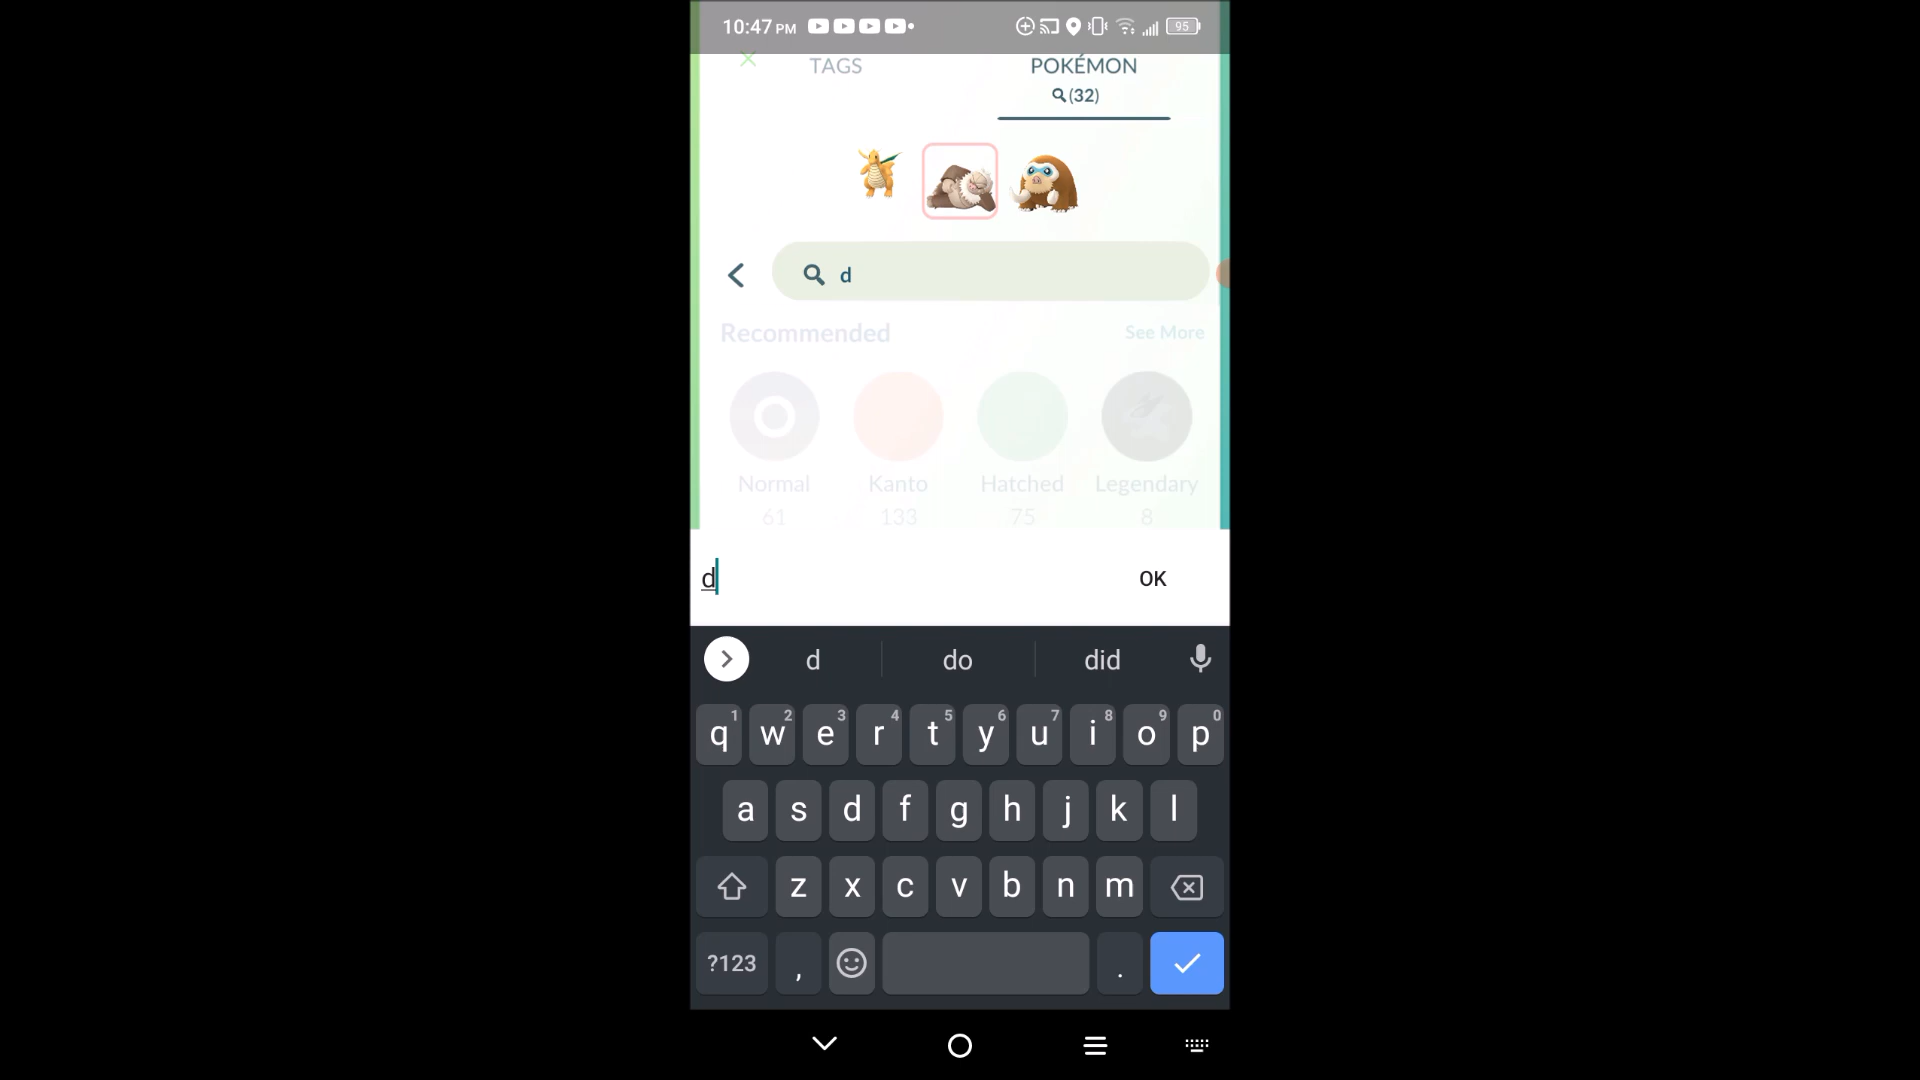 10:47 PM 95
TAGS POKÉMON
(32)
d
Recommended See More
Normal Kanto Hatched Legendary
61 133 75 8
d OK
d do did
1 2 3 4 5 6 7 8 9 0
q w e r t y u i o p
a s d f g h j k l
z x c v b n m
?123 , .